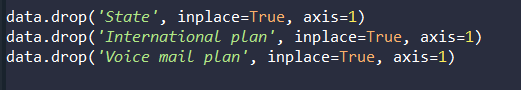 data.drop('State', inplace=True, axis=1)
data.drop('International plan', inplace=True, axis=1)
data.drop('Voice mail plan', inplace=True, axis=1)